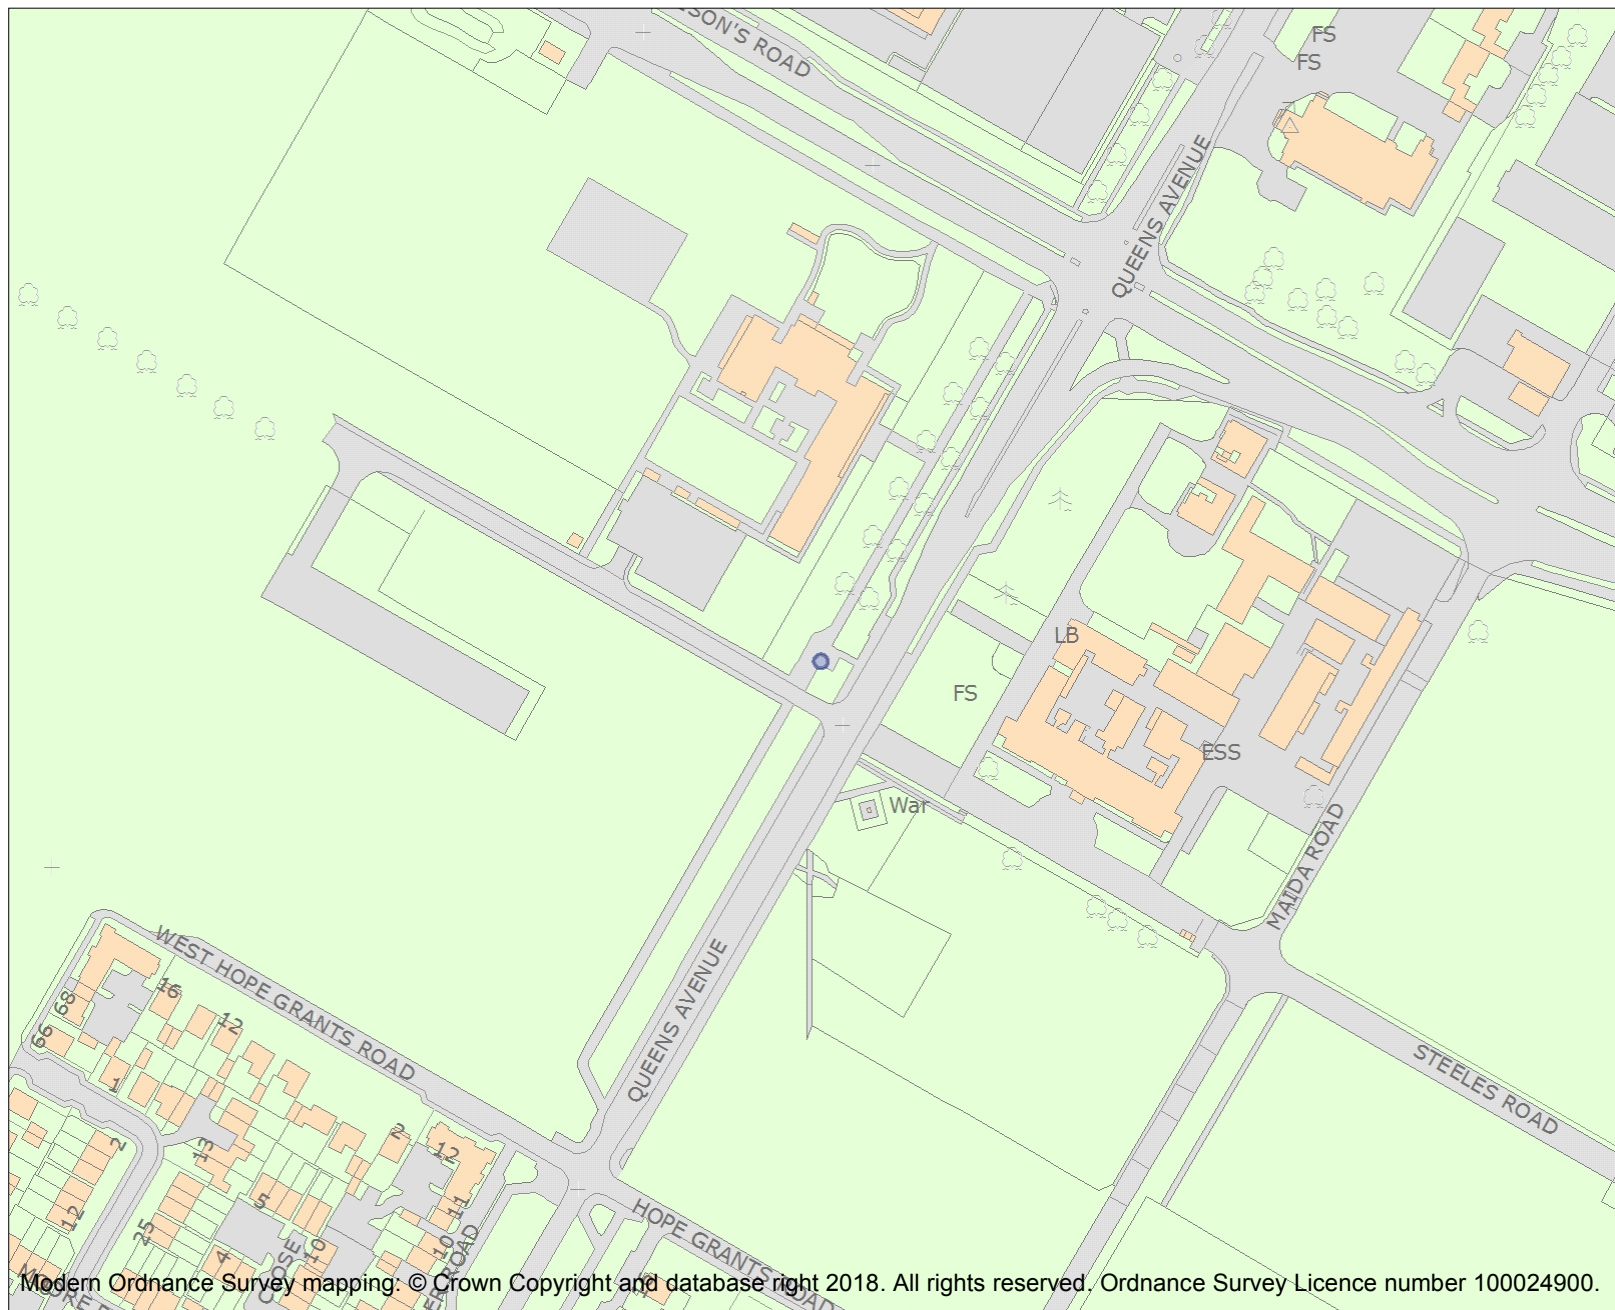 SON'S ROAD
FS
FS
QUEENS AVENUE
LB
FS
ESS
War
MAIDA ROAD
WEST HOPE GRANTS ROAD
QUEENS AVENUE
STEELES ROAD
68
66
16
12
1
2
13
2
12
11
5
12
25
4
10
10
CLOSE
ROAD
HOPE GRANTS ROAD
Modern Ordnance Survey mapping: © Crown Copyright and database right 2018. All rights reserved. Ordnance Survey Licence number 100024900.